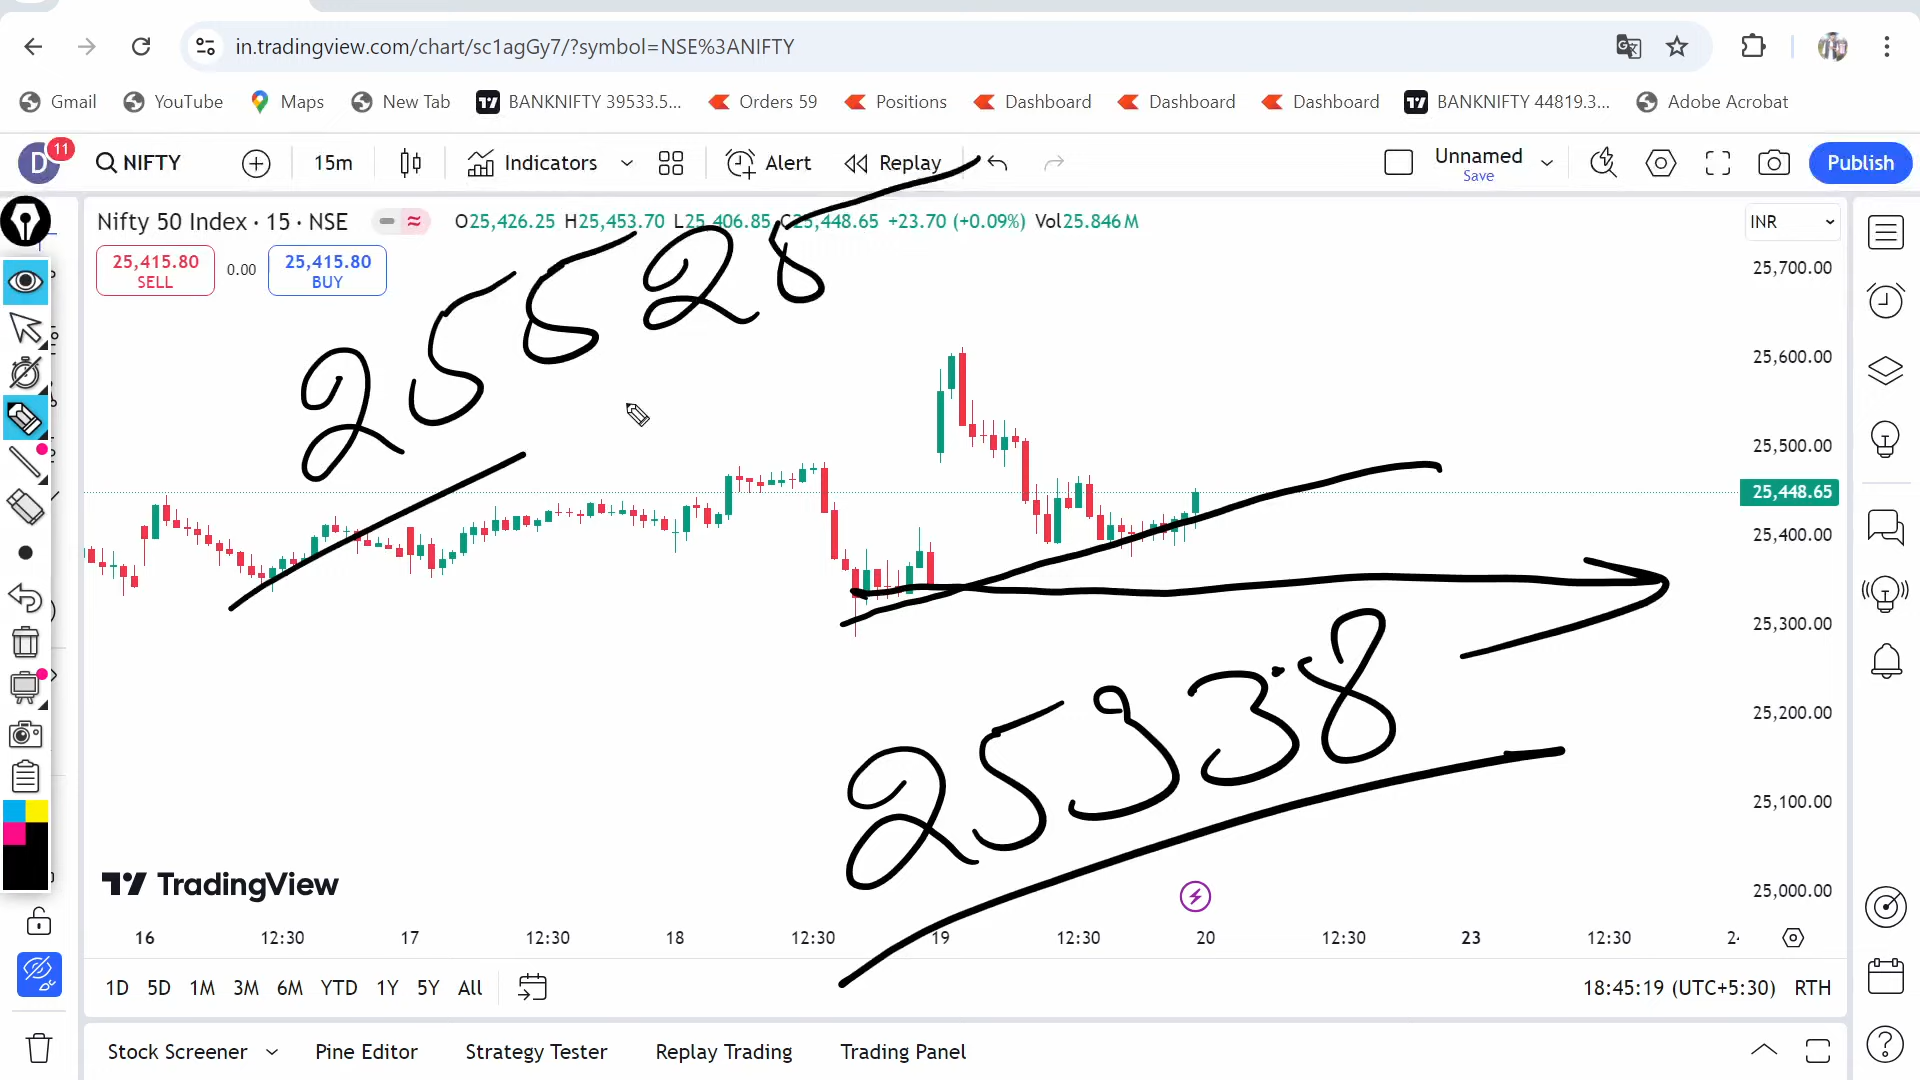 in.tradingview.com/chart/sc1agGy7/?symbol=NSE%3ANIFTY
Gmail YouTube Maps New Tab BANKNIFTY 39533.5... Orders 59 Positions Dashboard Dashboard Dashboard BANKNIFTY 44819.3... Adobe Acrobat
D 11 NIFTY 15m Indicators Alert Replay Unnamed Save Publish
Nifty 50 Index · 15 · NSE O25,426.25 H25,453.70 L25,406.85 C25,448.65 +23.70 (+0.09%) Vol25.846 M INR
25,415.80 SELL 0.00 25,415.80 BUY
25528
25,700.00
25,600.00
25,500.00
25,448.65
25,400.00
25,300.00
25,200.00
25,100.00
25,000.00
25338
TradingView
16 12:30 17 12:30 18 12:30 19 12:30 20 12:30 23 12:30
1D 5D 1M 3M 6M YTD 1Y 5Y All 18:45:19 (UTC+5:30) RTH
Stock Screener Pine Editor Strategy Tester Replay Trading Trading Panel